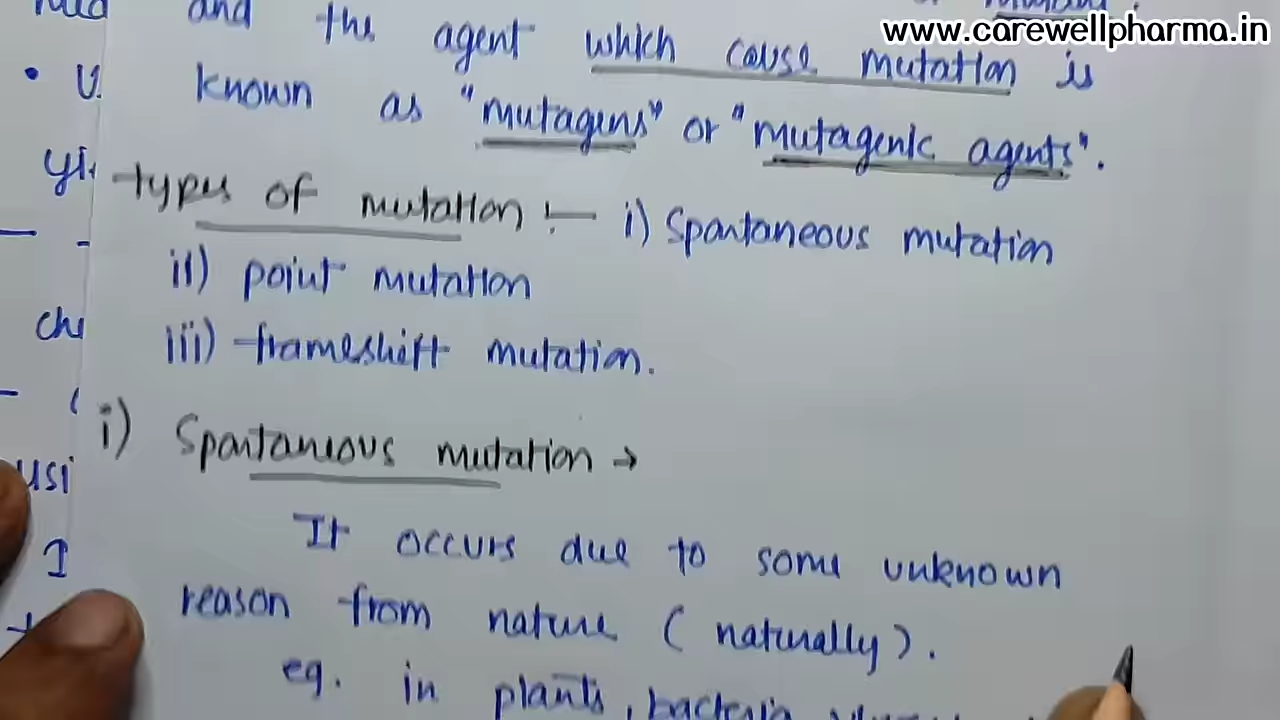 www.carewellpharma.in
and the agent which cause mutation is
known as "mutagens" or "mutagenic agents".
types of mutation :- i) Spontaneous mutation
ii) point mutation
iii) frameshift mutation.
i) Spontaneous mutation →
It occurs due to some unknown
reason from nature (naturally).
eg. in plants, bacteria